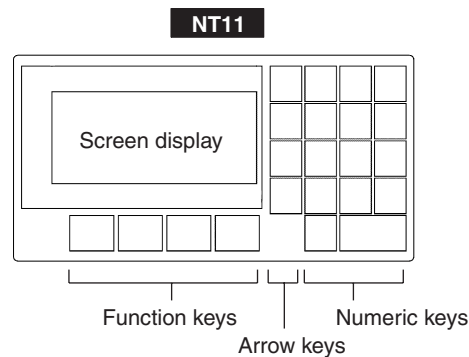 NT11
Screen display
Function keys
Numeric keys
Arrow keys